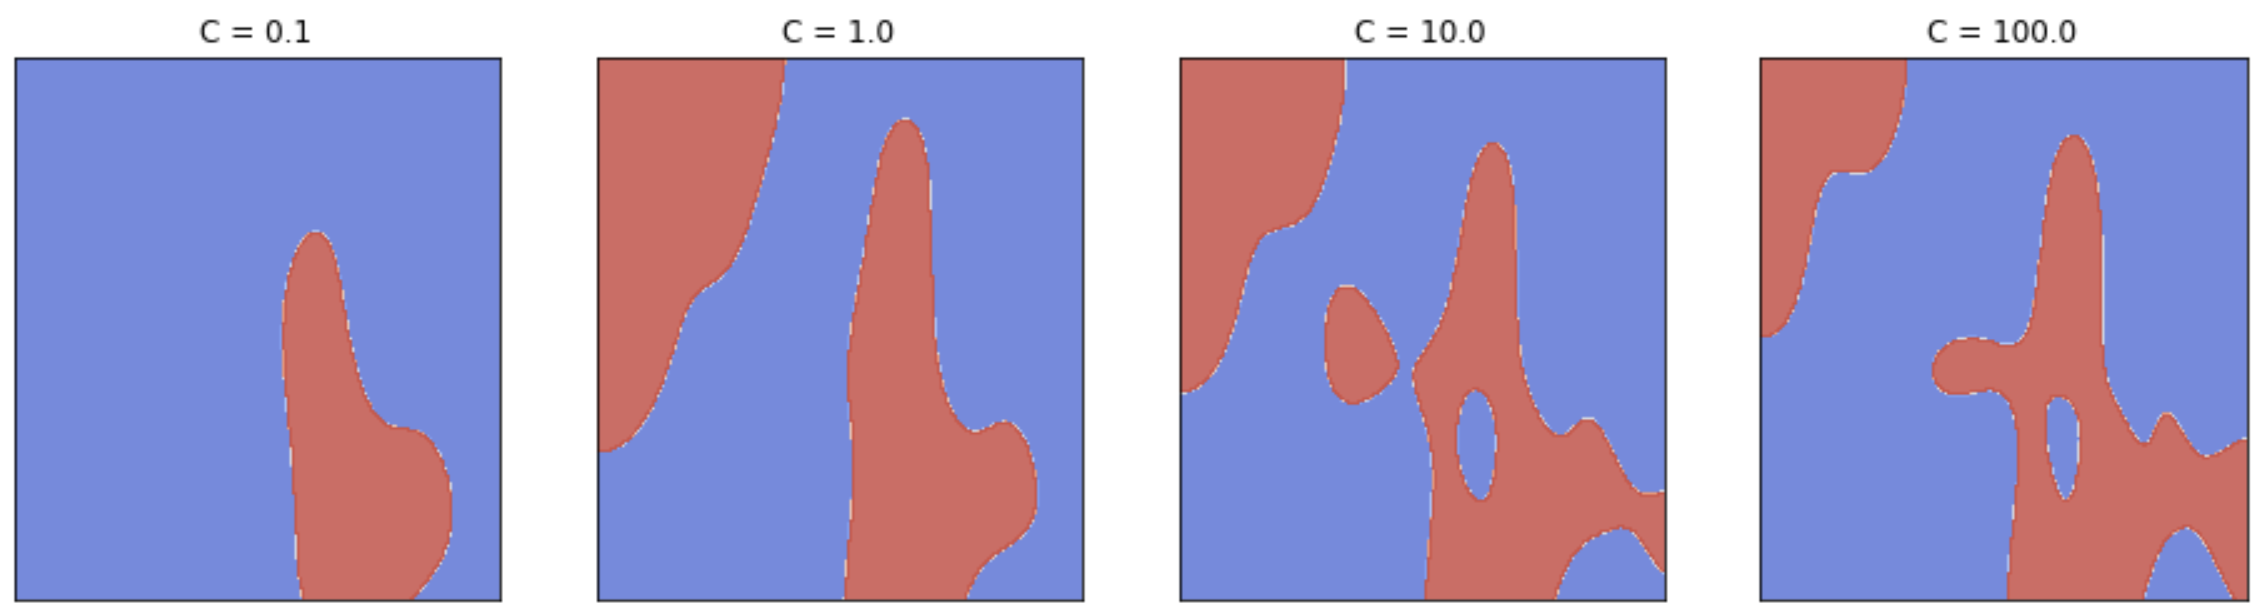 C = 0.1
C = 1.0
C = 10.0
C = 100.0